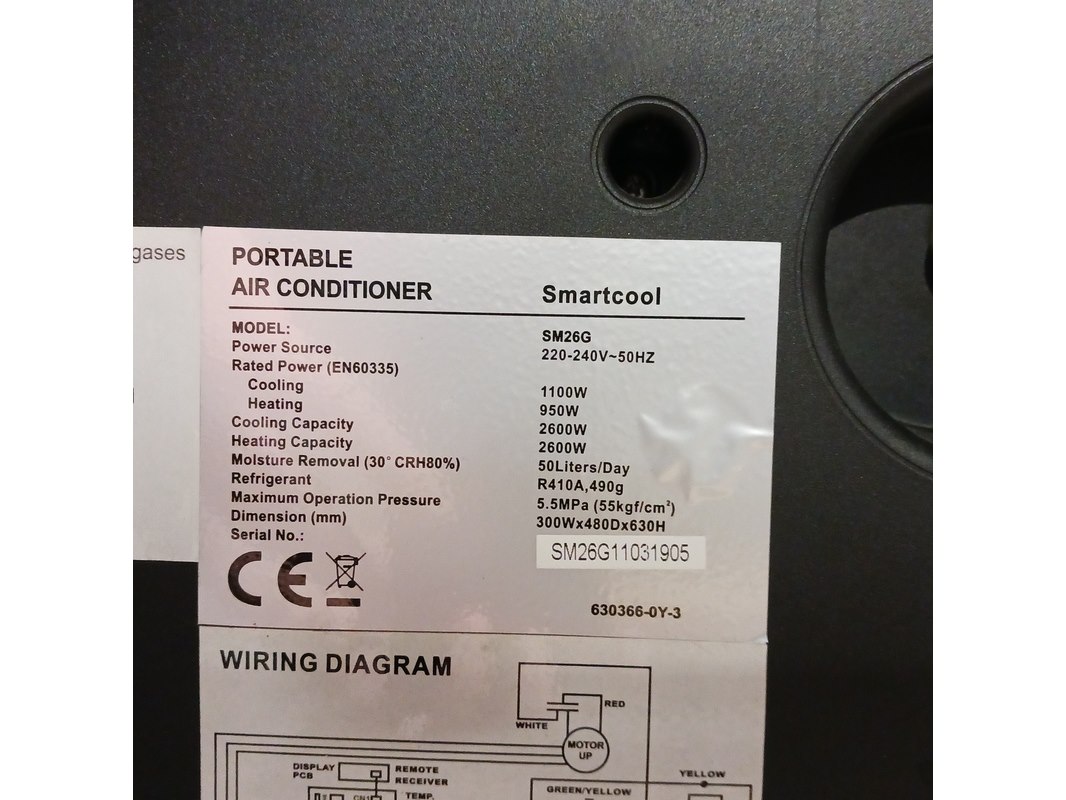 gases
PORTABLE
AIR CONDITIONER Smartcool
MODEL: SM26G
Power Source 220-240V~50HZ
Rated Power (EN60335)
Cooling 1100W
Heating 950W
Cooling Capacity 2600W
Heating Capacity 2600W
Molsture Removal (30° CRH80%) 50Liters/Day
Refrigerant R410A,490g
Maximum Operation Pressure 5.5MPa (55kgf/cm²)
Dimension (mm) 300Wx480Dx630H
Serial No.: SM26G11031905
CE
630366-0Y-3
WIRING DIAGRAM
RED
WHITE
MOTOR
UP
DISPLAY
PCB
REMOTE
RECEIVER
YELLOW
GREEN/YELLOW
CN1
TEMP.